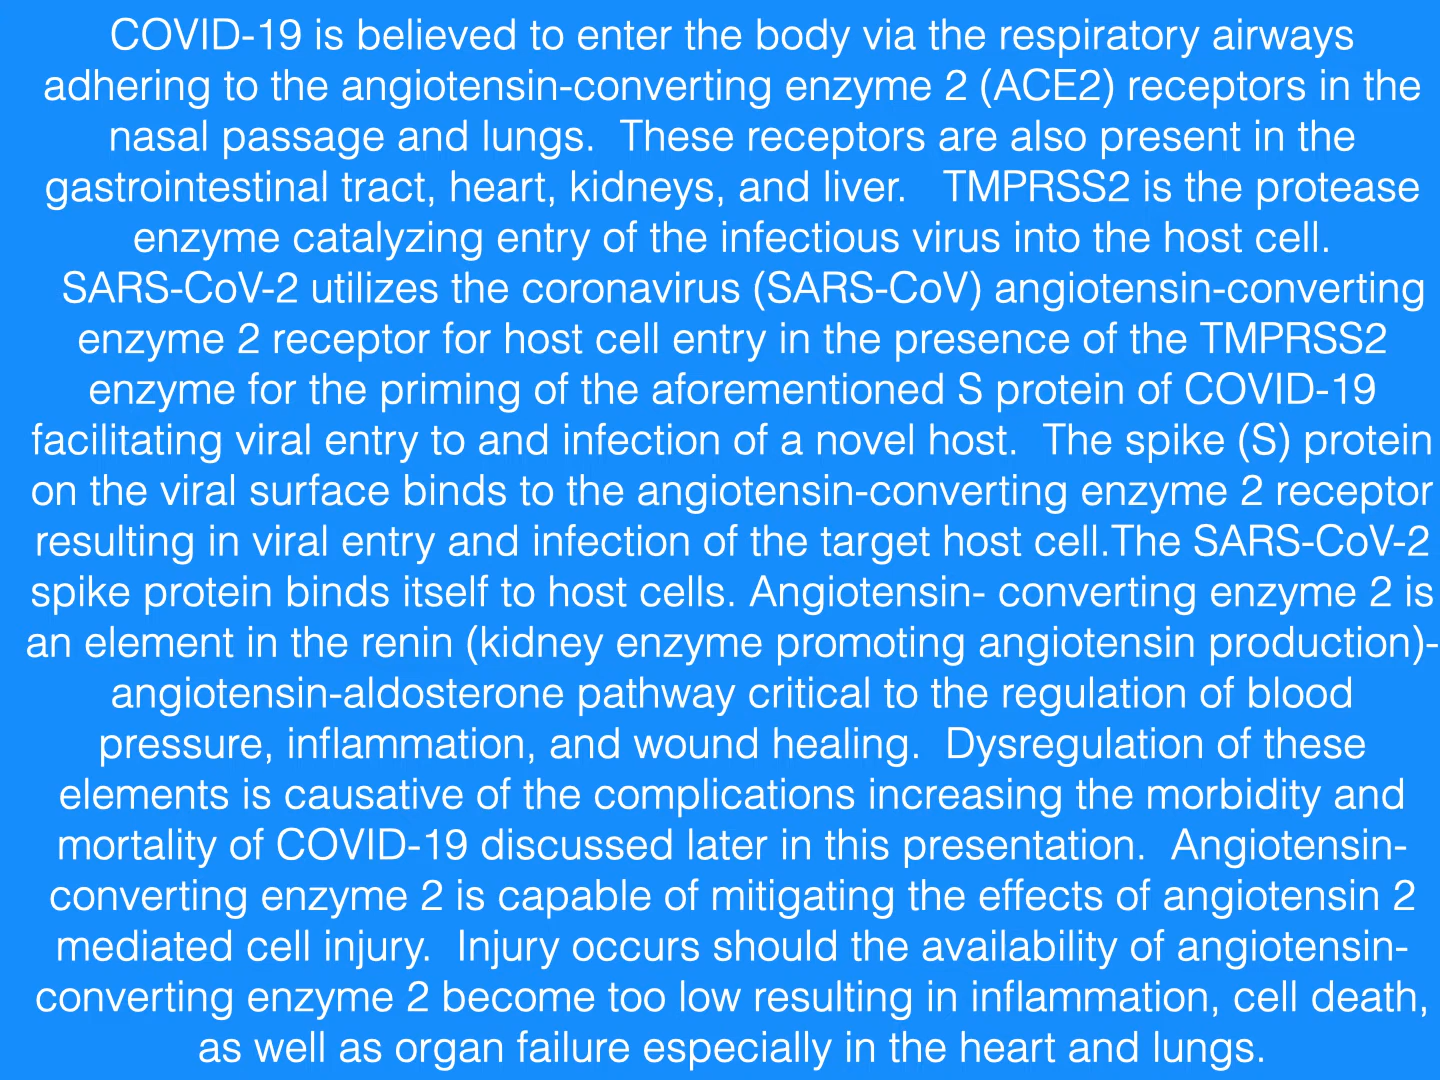 COVID-19 is believed to enter the body via the respiratory airways
adhering to the angiotensin-converting enzyme 2 (ACE2) receptors in the
nasal passage and lungs.  These receptors are also present in the
gastrointestinal tract, heart, kidneys, and liver.   TMPRSS2 is the protease
enzyme catalyzing entry of the infectious virus into the host cell.
SARS-CoV-2 utilizes the coronavirus (SARS-CoV) angiotensin-converting
enzyme 2 receptor for host cell entry in the presence of the TMPRSS2
enzyme for the priming of the aforementioned S protein of COVID-19
facilitating viral entry to and infection of a novel host.  The spike (S) protein
on the viral surface binds to the angiotensin-converting enzyme 2 receptor
resulting in viral entry and infection of the target host cell.The SARS-CoV-2
spike protein binds itself to host cells. Angiotensin- converting enzyme 2 is
an element in the renin (kidney enzyme promoting angiotensin production)-
angiotensin-aldosterone pathway critical to the regulation of blood
pressure, inflammation, and wound healing.  Dysregulation of these
elements is causative of the complications increasing the morbidity and
mortality of COVID-19 discussed later in this presentation.  Angiotensin-
converting enzyme 2 is capable of mitigating the effects of angiotensin 2
mediated cell injury.  Injury occurs should the availability of angiotensin-
converting enzyme 2 become too low resulting in inflammation, cell death,
as well as organ failure especially in the heart and lungs.